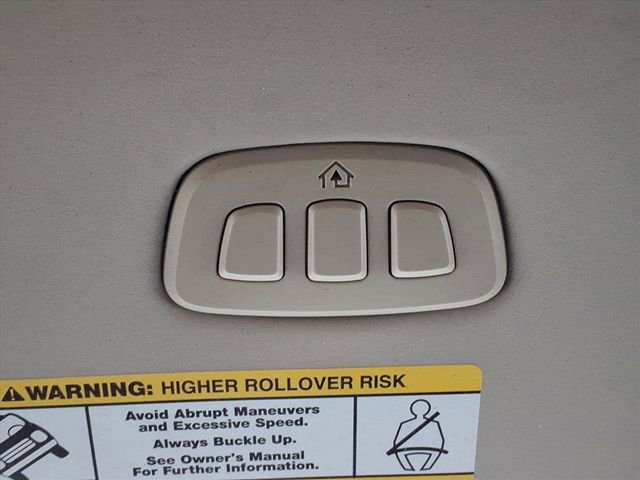 WARNING: HIGHER ROLLOVER RISK
Avoid Abrupt Maneuvers
and Excessive Speed.
Always Buckle Up.
See Owner's Manual
For Further Information.